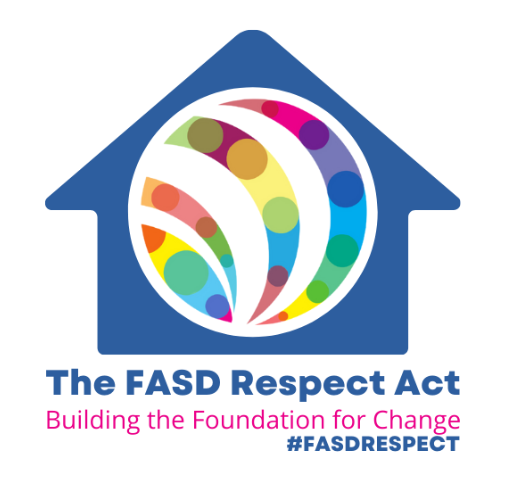 The FASD Respect Act
Building the Foundation for Change
#FASDRESPECT